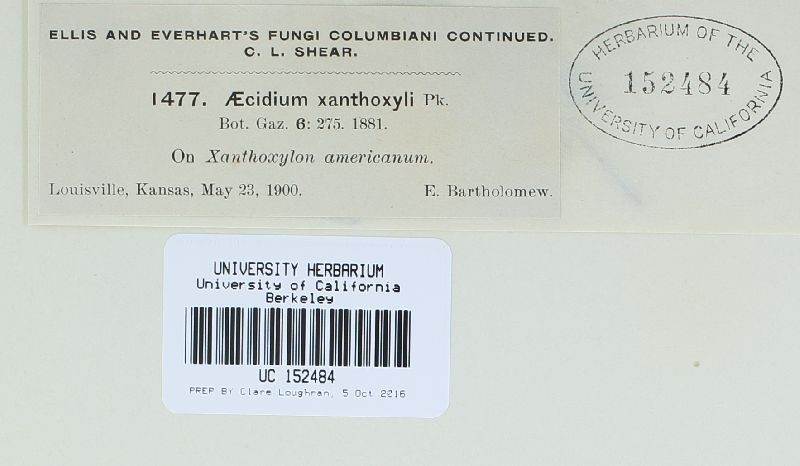 ELLIS AND EVERHART'S FUNGI COLUMBIANI CONTINUED.
C. L. SHEAR.
1477. Æcidium xanthoxyli Pk.
Bot. Gaz. 6: 275. 1881.
On Xanthoxylon americanum.
Louisville, Kansas, May 23, 1900. E. Bartholomew.
HERBARIUM OF THE
152484
UNIVERSITY OF CALIFORNIA
UNIVERSITY HERBARIUM
University of California
Berkeley
UC 152484
PREP BY Clare Loughran, 5 Oct 2016